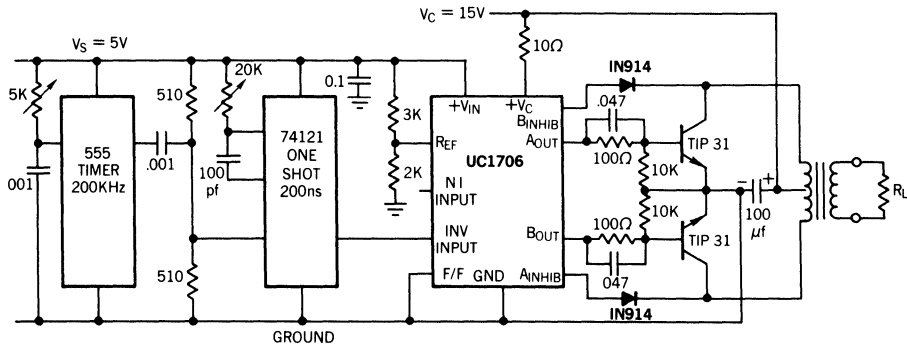 V_C = 15V
V_S = 5V
10Ω
IN914
5K
510
20K
0.1
3K
+V_IN
+V_C
B_INHIB
.047
A_OUT
100Ω
TIP 31
555
TIMER
200KHz
.001
001
100
pf
74121
ONE
SHOT
200ns
R_EF
UC1706
2K
NI
INPUT
10K
10K
−
+
100
μf
R_L
INV
INPUT
B_OUT
100Ω
TIP 31
510
F/F
GND
A_INHIB
047
IN914
GROUND